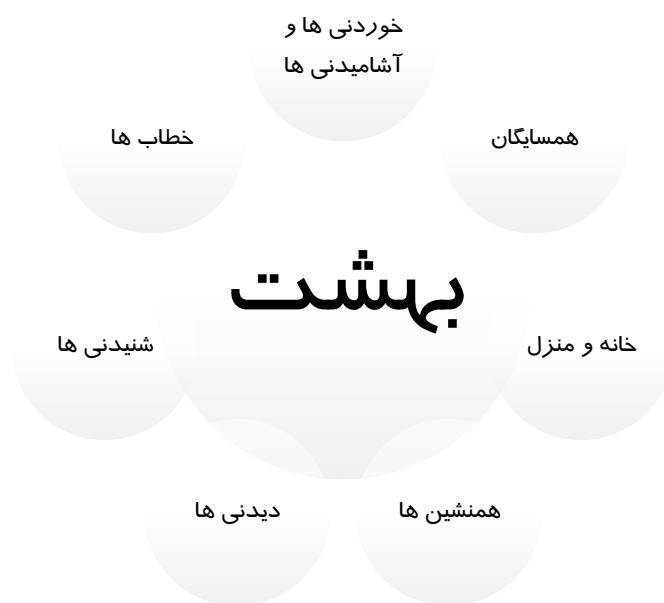 خوردنی ها و
آشامیدنی ها
همسایگان
خطاب ها
بهشت
خانه و منزل
شنیدنی ها
همنشین ها
دیدنی ها